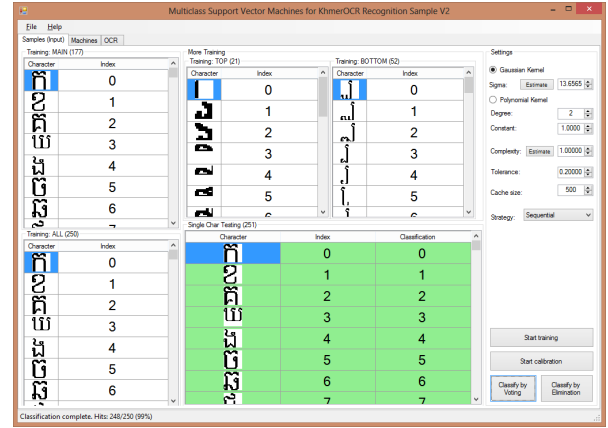 Multiclass Support Vector Machines for KhmerOCR Recognition Sample V2
File Help
Samples (Input) Machines OCR
Training: MAIN (177)
Character Index
ក 0
ខ 1
គ 2
ឃ 3
ង 4
ច 5
ឆ 6
7
Training: ALL (250)
Character Index
ក 0
ខ 1
គ 2
ឃ 3
ង 4
ច 5
ឆ 6
More Training
Training: TOP (21)
Character Index
0
1
2
3
4
5
6
Training: BOTTOM (52)
Character Index
0
1
2
3
4
5
6
Single Char Testing (251)
Character Index Classification
ក 0 0
ខ 1 1
គ 2 2
ឃ 3 3
ង 4 4
ច 5 5
ឆ 6 6
7 7
Settings
Gaussian Kernel
Sigma: Estimate 13.6565
Polynomial Kernel
Degree: 2
Constant: 1.0000
Complexity: Estimate 1.00000
Tolerance: 0.20000
Cache size: 500
Strategy: Sequential
Start training
Start calibration
Classify by Voting
Classify by Elimination
Classification complete. Hits: 248/250 (99%)